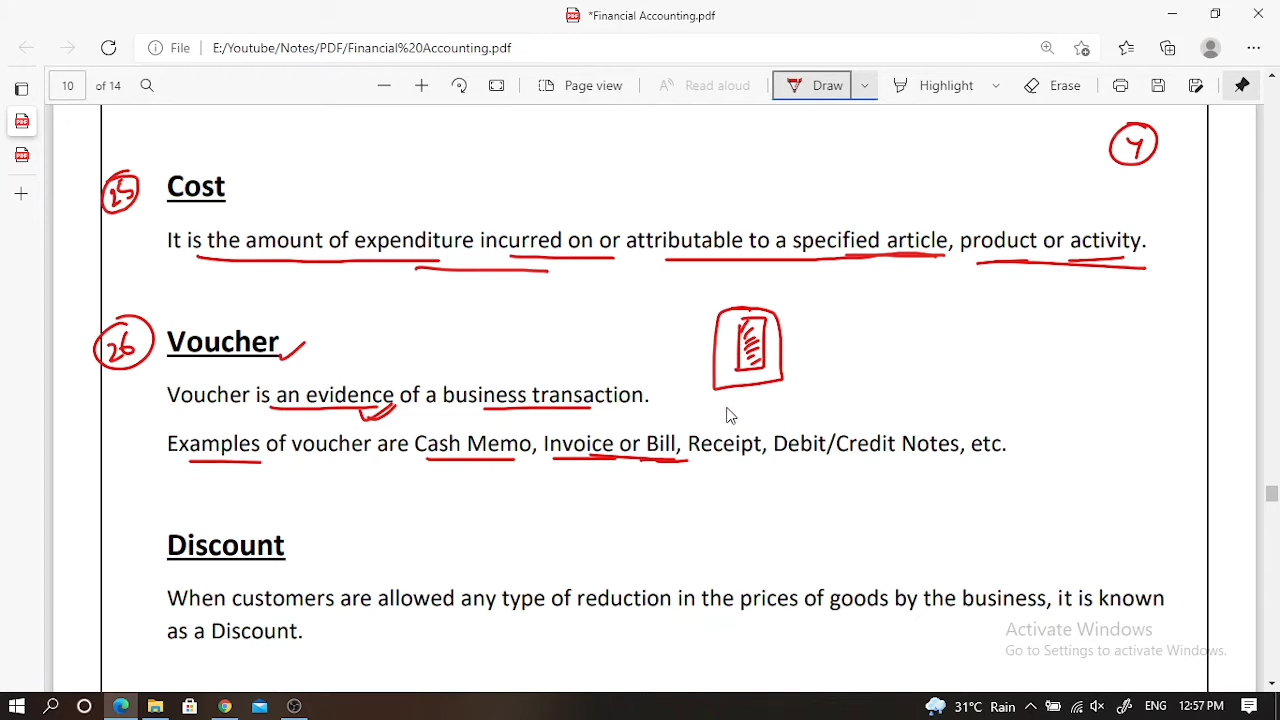 *Financial Accounting.pdf
File | E:/Youtube/Notes/PDF/Financial%20Accounting.pdf
10 of 14 Page view Read aloud Draw Highlight Erase
4
25 Cost
It is the amount of expenditure incurred on or attributable to a specified article, product or activity.
26 Voucher
Voucher is an evidence of a business transaction.
Examples of voucher are Cash Memo, Invoice or Bill, Receipt, Debit/Credit Notes, etc.
Discount
When customers are allowed any type of reduction in the prices of goods by the business, it is known
as a Discount.
Activate Windows
Go to Settings to activate Windows.
31°C Rain ENG 12:57 PM